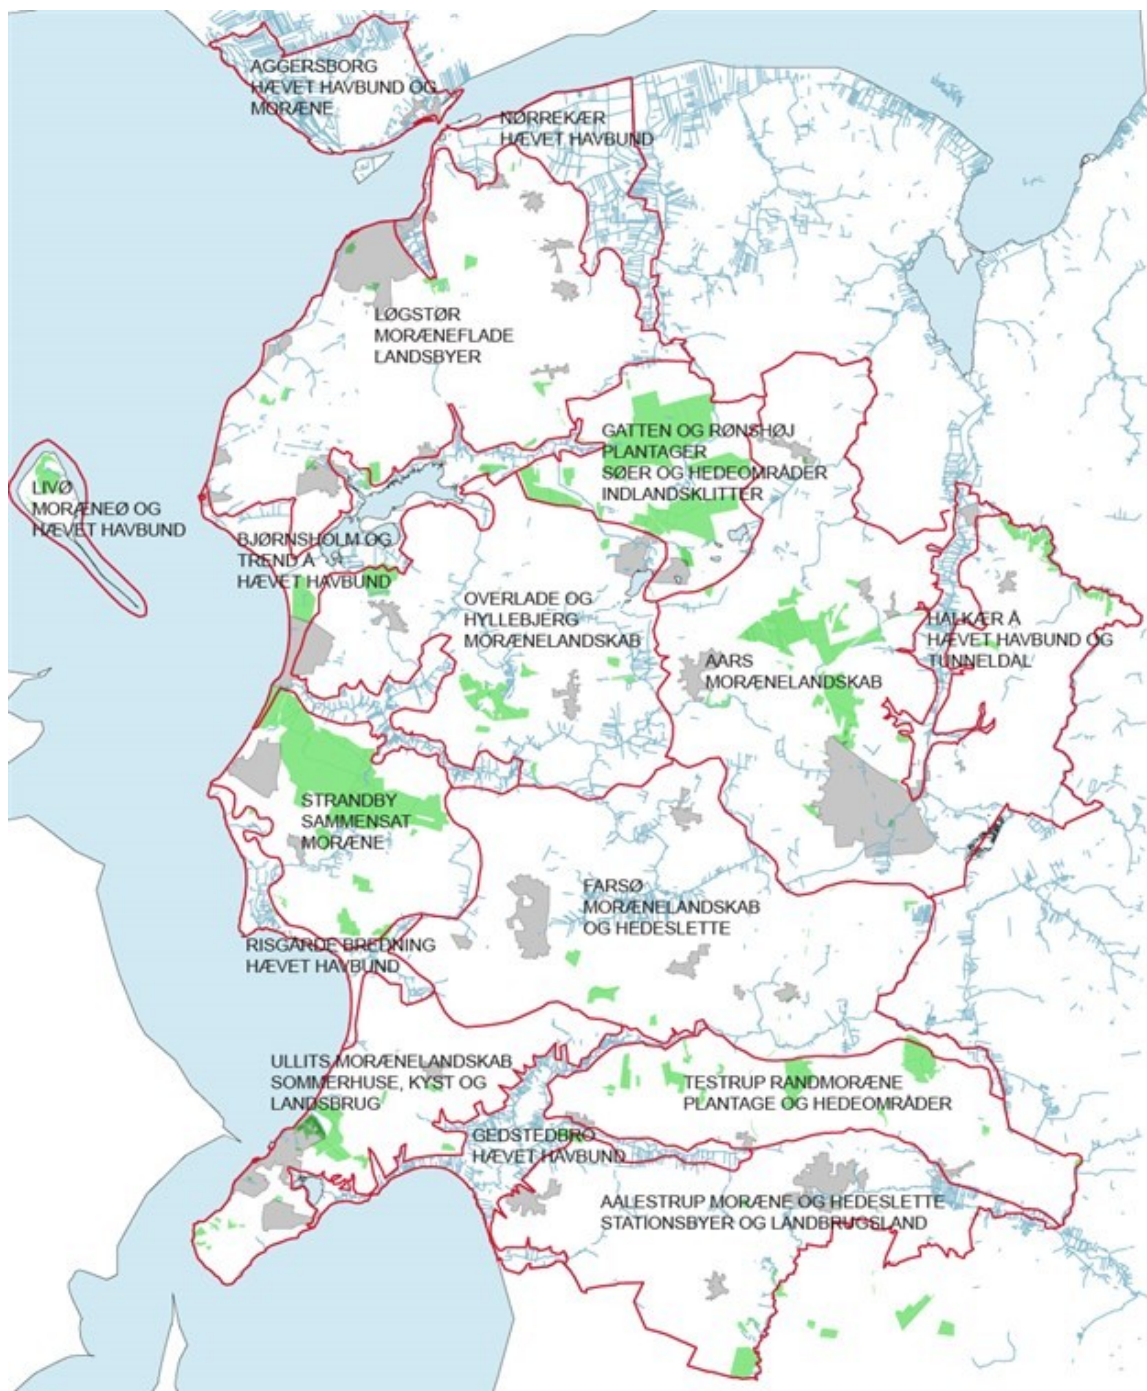 AGGERSBORG
HÆVET HAVBUND OG
MORÆNE
NØRREKÆR
HÆVET HAVBUND
LØGSTØR
MORÆNEFLADE
LANDSBYER
GATTEN OG RØNSHØJ
PLANTAGER
SØER OG HEDEOMRÅDER
INDLANDSKLITTER
LIVØ
MORÆNEØ OG
HÆVET HAVBUND
BJØRNSHOLM OG
TREND Å
HÆVET HAVBUND
OVERLADE OG
HYLLEBJERG
MORÆNELANDSKAB
HALKÆR Å
HÆVET HAVBUND OG
TUNNELDAL
AARS
MORÆNELANDSKAB
STRANDBY
SAMMENSAT
MORÆNE
FARSØ
MORÆNELANDSKAB
OG HEDESLETTE
RISGÅRDE BREDNING
HÆVET HAVBUND
ULLITS MORÆNELANDSKAB
SOMMERHUSE, KYST OG
LANDSBRUG
TESTRUP RANDMORÆNE
PLANTAGE OG HEDEOMRÅDER
GEDSTEDBRO
HÆVET HAVBUND
AALESTRUP MORÆNE OG HEDESLETTE
STATIONSBYER OG LANDBRUGSLAND